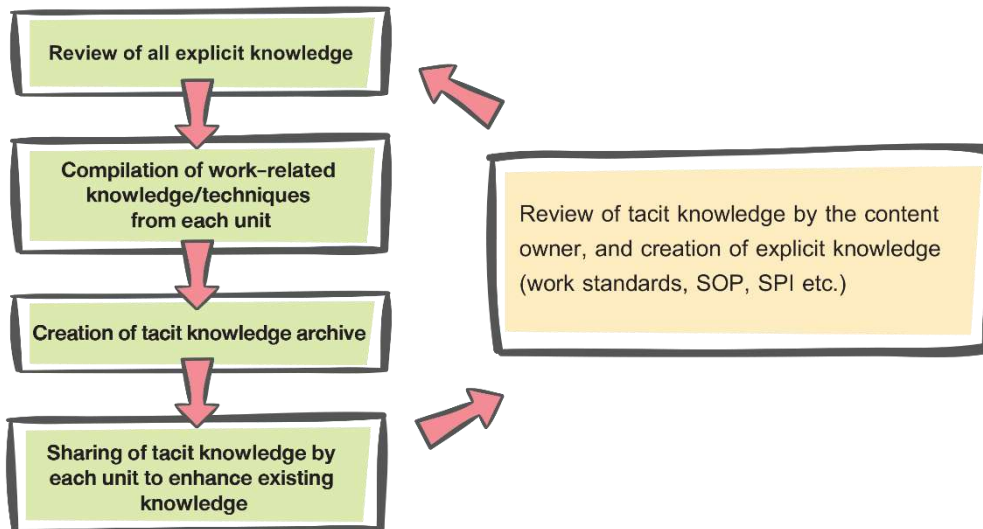 Review of all explicit knowledge
Compilation of work-related
knowledge/techniques
from each unit
Creation of tacit knowledge archive
Sharing of tacit knowledge by
each unit to enhance existing
knowledge
Review of tacit knowledge by the content
owner, and creation of explicit knowledge
(work standards, SOP, SPI etc.)